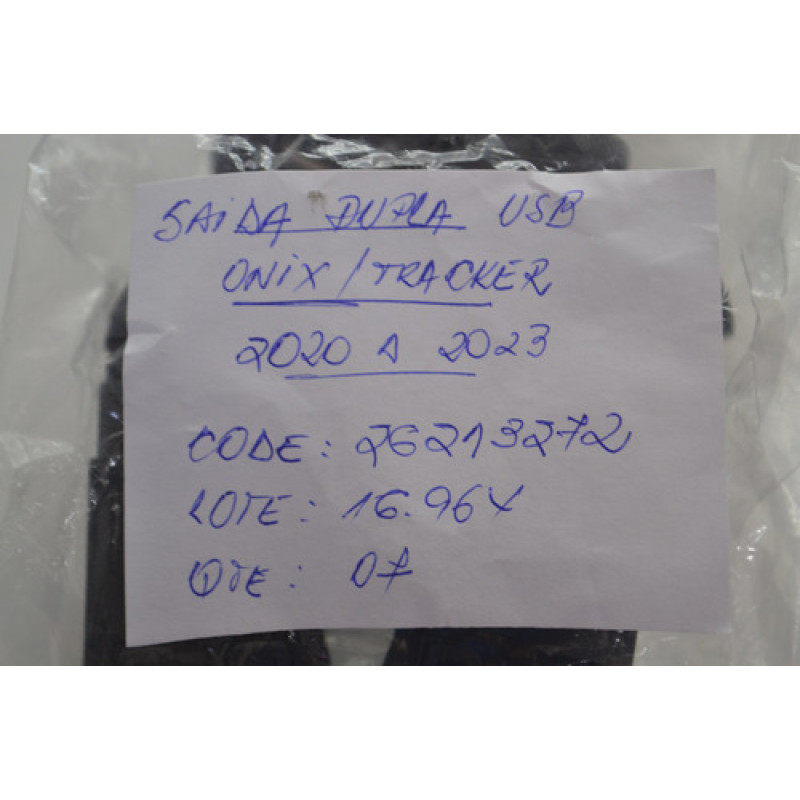 SAiDA DUPLA USB
ONiX / TRACKER
2020 A 2023
CODE: 26213272
LOTE: 16.964
QTE: 07